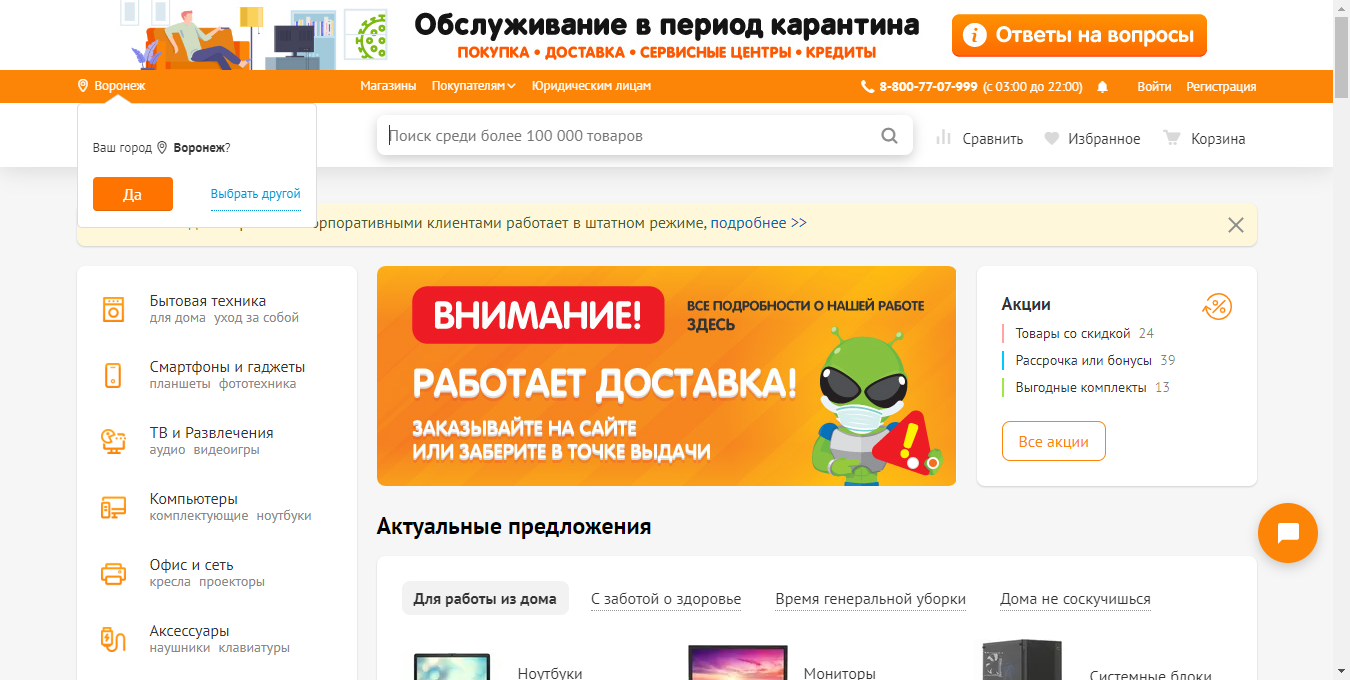 Обслуживание в период карантина
ПОКУПКА • ДОСТАВКА • СЕРВИСНЫЕ ЦЕНТРЫ • КРЕДИТЫ
Ответы на вопросы
Воронеж
Магазины Покупателям Юридическим лицам
8-800-77-07-999 (с 03:00 до 22:00)
Войти Регистрация
Ваш город Воронеж?
Да Выбрать другой
Поиск среди более 100 000 товаров
Сравнить Избранное Корзина
корпоративными клиентами работает в штатном режиме, подробнее >>
Бытовая техника
для дома уход за собой
Смартфоны и гаджеты
планшеты фототехника
ТВ и Развлечения
аудио видеоигры
Компьютеры
комплектующие ноутбуки
Офис и сеть
кресла проекторы
Аксессуары
наушники клавиатуры
ВНИМАНИЕ!
ВСЕ ПОДРОБНОСТИ О НАШЕЙ РАБОТЕ
ЗДЕСЬ
РАБОТАЕТ ДОСТАВКА!
ЗАКАЗЫВАЙТЕ НА САЙТЕ
ИЛИ ЗАБЕРИТЕ В ТОЧКЕ ВЫДАЧИ
Акции
Товары со скидкой 24
Рассрочка или бонусы 39
Выгодные комплекты 13
Все акции
Актуальные предложения
Для работы из дома С заботой о здоровье Время генеральной уборки Дома не соскучишься
Ноутбуки Мониторы Системные блоки